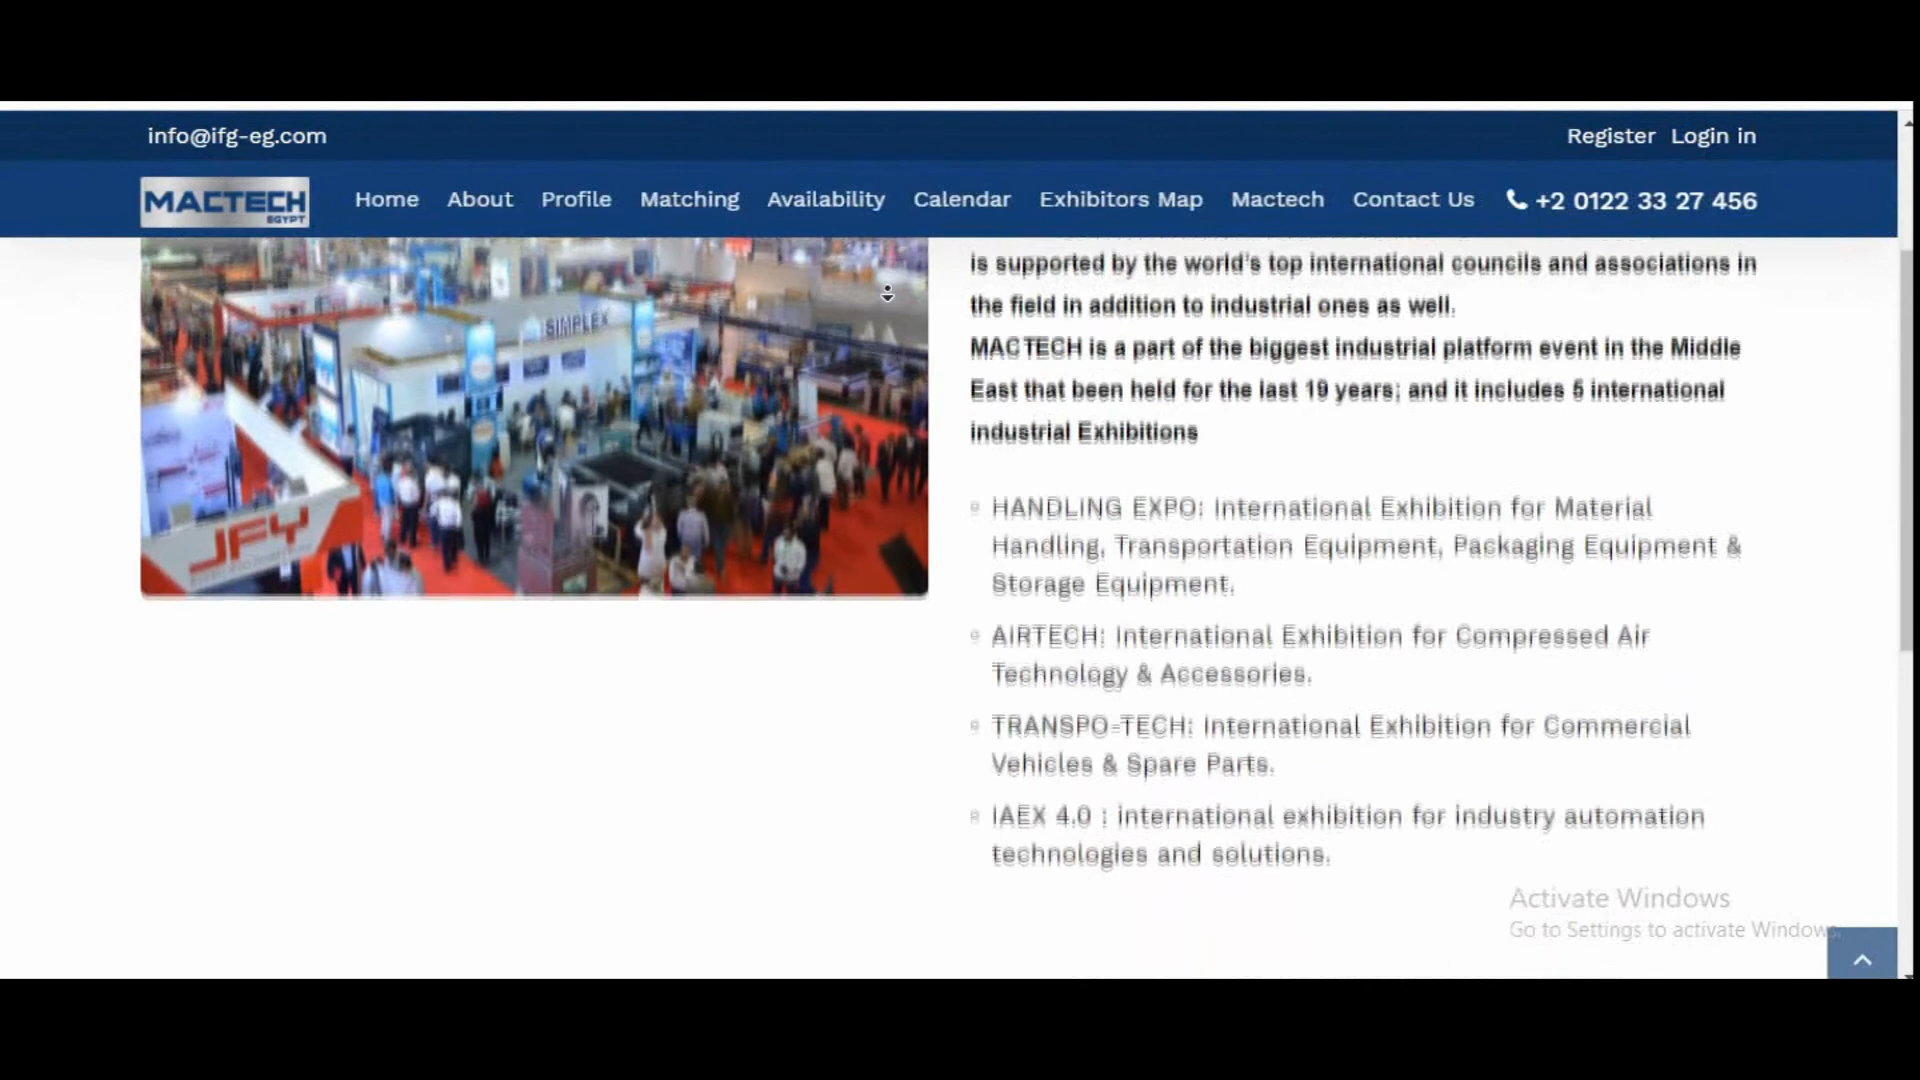 info@ifg-eg.com
Register Login in
MACTECH
EGYPT
Home About Profile Matching Availability Calendar Exhibitors Map Mactech Contact Us +2 0122 33 27 456
is supported by the world's top international councils and associations in
the field in addition to industrial ones as well.
MACTECH is a part of the biggest industrial platform event in the Middle
East that been held for the last 19 years; and it includes 5 international
industrial Exhibitions
HANDLING EXPO: International Exhibition for Material
Handling, Transportation Equipment, Packaging Equipment &
Storage Equipment.
AIRTECH: International Exhibition for Compressed Air
Technology & Accessories.
TRANSPO-TECH: International Exhibition for Commercial
Vehicles & Spare Parts.
IAEX 4.0 : international exhibition for industry automation
technologies and solutions.
SIMPLEX
JFY
Activate Windows
Go to Settings to activate Windows.